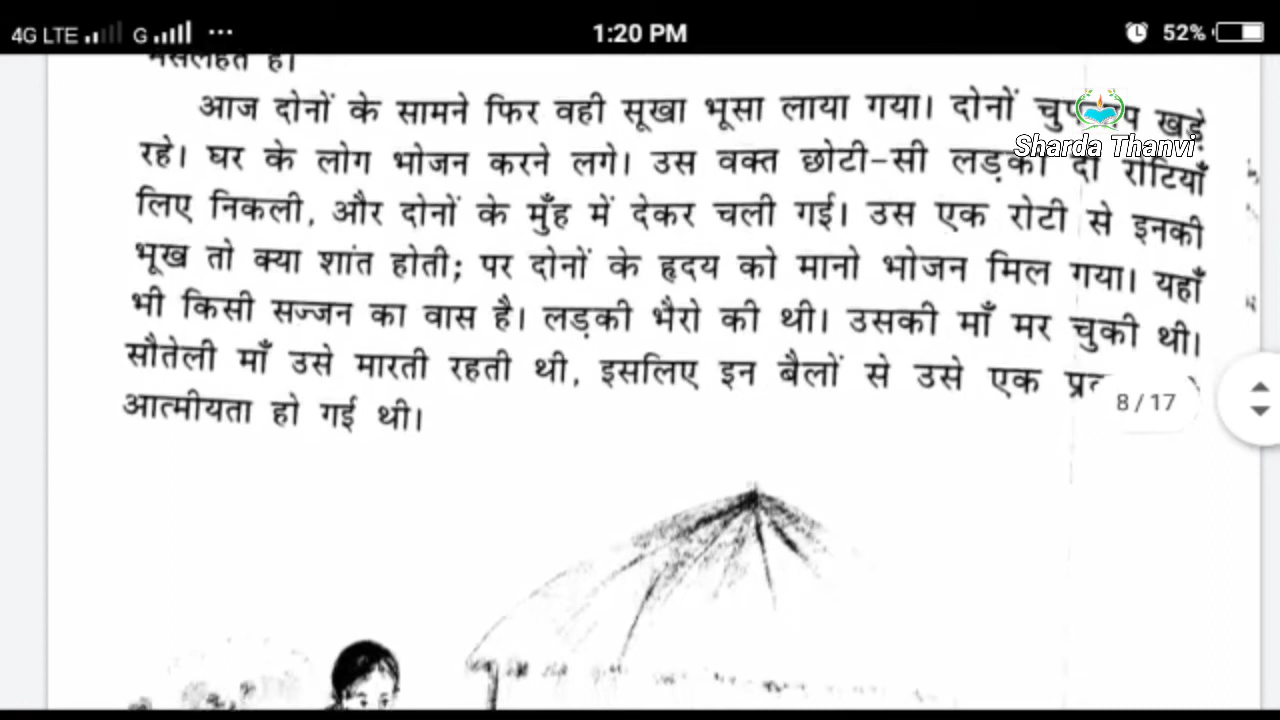 4G LTE G ... 1:20 PM 52%
है।
आज दोनों के सामने फिर वही सूखा भूसा लाया गया। दोनों खड़े
Sharda Thanvi
रहे। घर के लोग भोजन करने लगे। उस वक्त छोटी-सी लड़की दो रोटियाँ
लिए निकली, और दोनों के मुँह में देकर चली गई। उस एक रोटी से इनकी
भूख तो क्या शांत होती; पर दोनों के हृदय को मानो भोजन मिल गया। यहाँ
भी किसी सज्जन का वास है। लड़की भैरो की थी। उसकी माँ मर चुकी थी।
सौतेली माँ उसे मारती रहती थी, इसलिए इन बैलों से उसे एक
8/17
आत्मीयता हो गई थी।